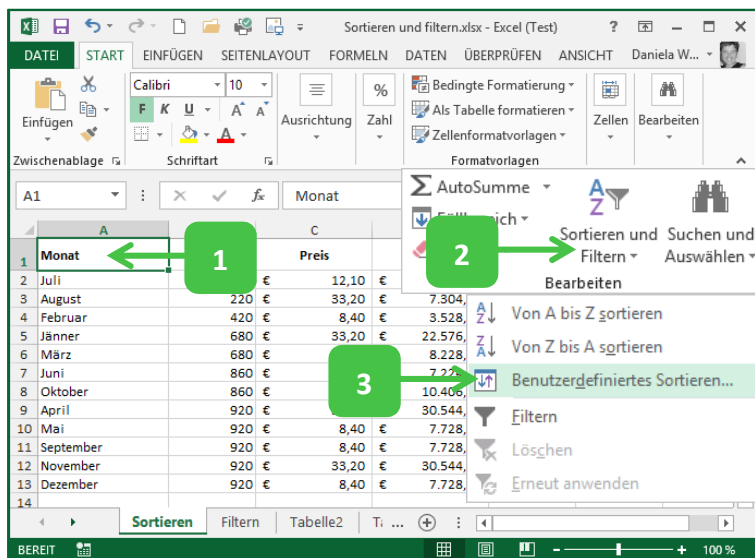 Sortieren und filtern.xlsx - Excel (Test)
DATEI START EINFÜGEN SEITENLAYOUT FORMELN DATEN ÜBERPRÜFEN ANSICHT Daniela W...
Einfügen
Zwischenablage
Calibri 10
F K U A A
A
Schriftart
Ausrichtung
%
Zahl
Bedingte Formatierung
Als Tabelle formatieren
Zellenformatvorlagen
Formatvorlagen
Zellen
Bearbeiten
A1 fx Monat
AutoSumme
Sortieren und Filtern
Suchen und Auswählen
Bearbeiten
A C
1 Monat Preis
2 Juli € 12,10 €
3 August 220 € 33,20 € 7.304,
4 Februar 420 € 8,40 € 3.528,
5 Jänner 680 € 33,20 € 22.576,
6 März 680 € 8.228,
7 Juni 860 €
8 Oktober 860 € 10.406,
9 April 920 € 30.544,
10 Mai 920 € 8,40 € 7.728,
11 September 920 € 8,40 € 7.728,
12 November 920 € 33,20 € 30.544,
13 Dezember 920 € 8,40 € 7.728,
14
1
2
3
Von A bis Z sortieren
Von Z bis A sortieren
Benutzerdefiniertes Sortieren...
Filtern
Löschen
Erneut anwenden
Sortieren Filtern Tabelle2 ...
BEREIT 100 %